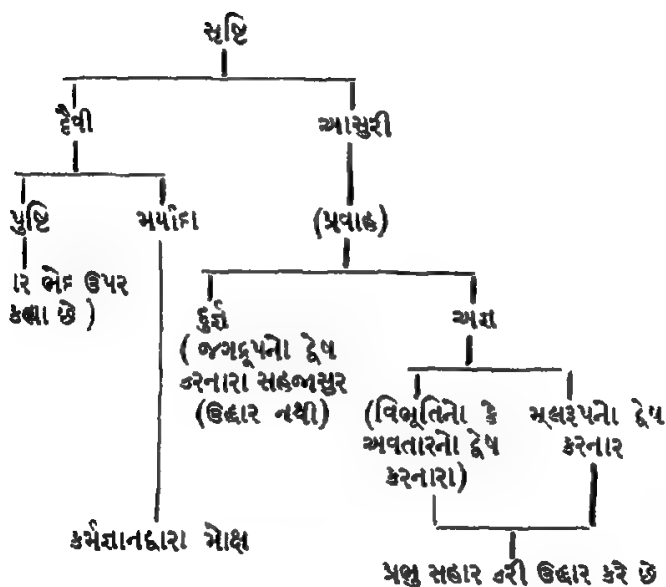 સૃષ્ટિ
દૈવી આસુરી
પુષ્ટિ મર્યાદા (પ્રવાહ)
ાર ભેદ ઉપર
કહ્યા છે )
દુર્જ્ઞ અજ્ઞ
( જગદ્રૂપનો દ્વેષ
કરનારા સહજાસુર
(ઉદ્ધાર નથી)
(વિભૂતિનો કે
અવતારનો દ્વેષ
કરનારા)
મૂલરૂપનો દ્વેષ
કરનાર
કર્મજ્ઞાનદ્વારા મોક્ષ
પ્રભુ સહાર કરી ઉદ્ધાર કરે છે